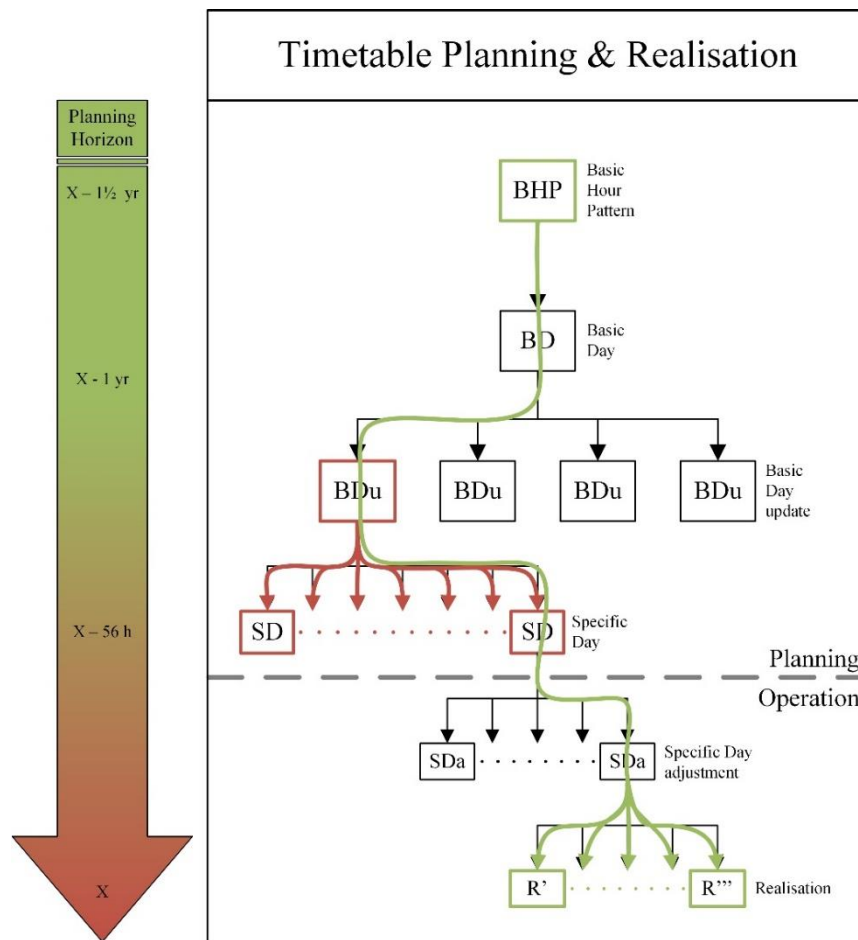 Timetable Planning & Realisation
Planning
Horizon
X – 1½ yr
BHP
Basic
Hour
Pattern
BD
Basic
Day
X - 1 yr
BDu
BDu
BDu
BDu
Basic
Day
update
X – 56 h
SD
SD
Specific
Day
Planning
Operation
SDa
SDa
Specific Day
adjustment
X
R'
R'''
Realisation